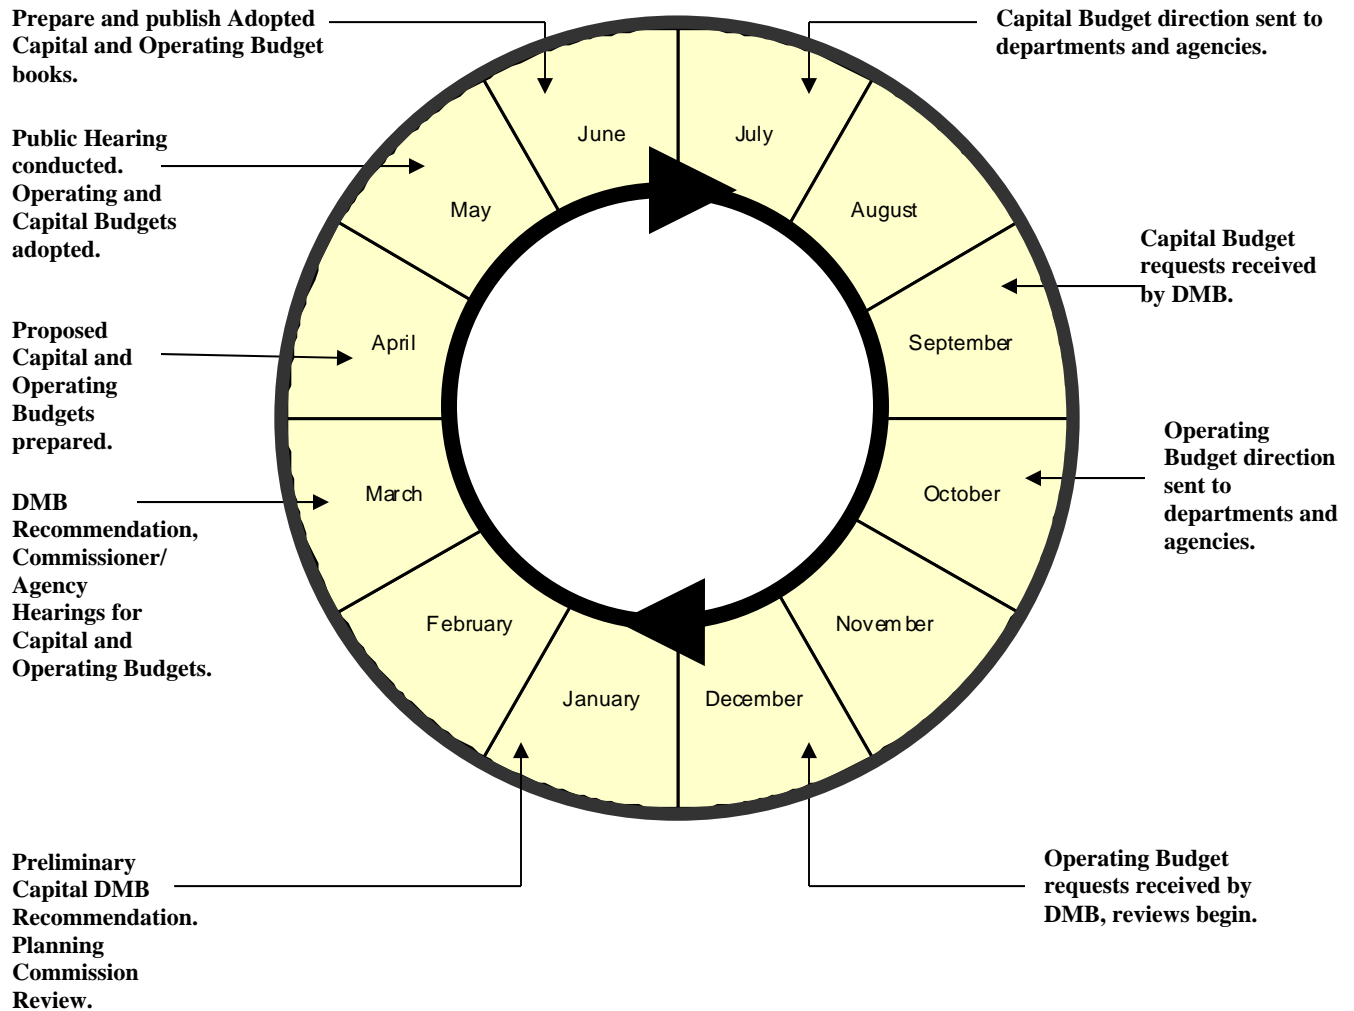 Prepare and publish Adopted
Capital and Operating Budget
books.
Capital Budget direction sent to
departments and agencies.
Public Hearing
conducted.
Operating and
Capital Budgets
adopted.
Capital Budget
requests received
by DMB.
Proposed
Capital and
Operating
Budgets
prepared.
Operating
Budget direction
sent to
departments and
agencies.
DMB
Recommendation,
Commissioner/
Agency
Hearings for
Capital and
Operating Budgets.
June
July
May
August
April
September
March
October
February
November
January
December
Preliminary
Capital DMB
Recommendation.
Planning
Commission
Review.
Operating Budget
requests received by
DMB, reviews begin.